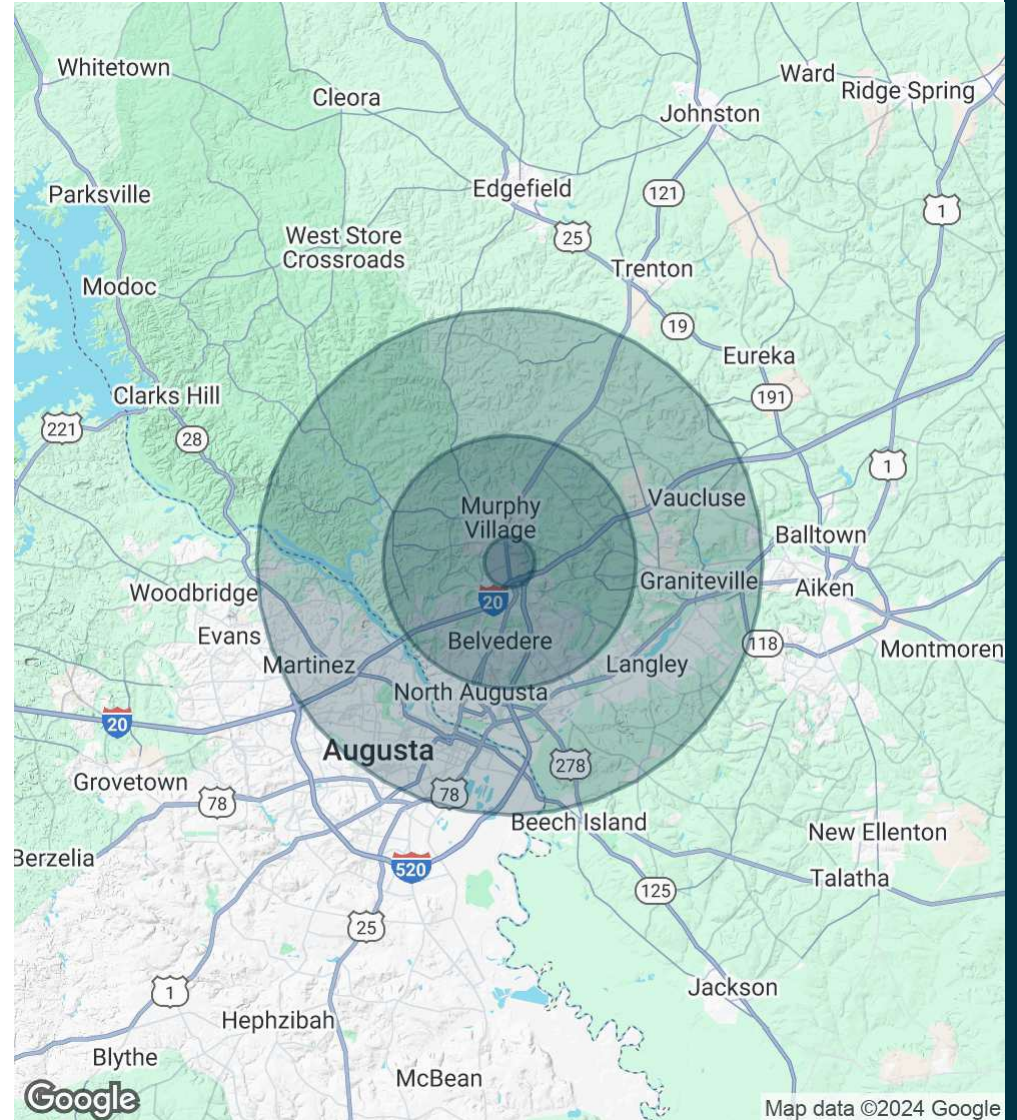 Whitetown
Ward
Ridge Spring
Cleora
Johnston
Parksville
Edgefield
121
1
West Store
Crossroads
25
Trenton
Modoc
19
Eureka
Clarks Hill
191
221
28
1
Murphy
Village
Vaucluse
Balltown
Woodbridge
20
Graniteville
Aiken
Evans
Belvedere
118
Montmoren
Martinez
Langley
North Augusta
20
Augusta
278
Grovetown
78
78
Beech Island
New Ellenton
Berzelia
520
Talatha
125
25
1
Jackson
Hephzibah
Blythe
McBean
Google
Map data ©2024 Google